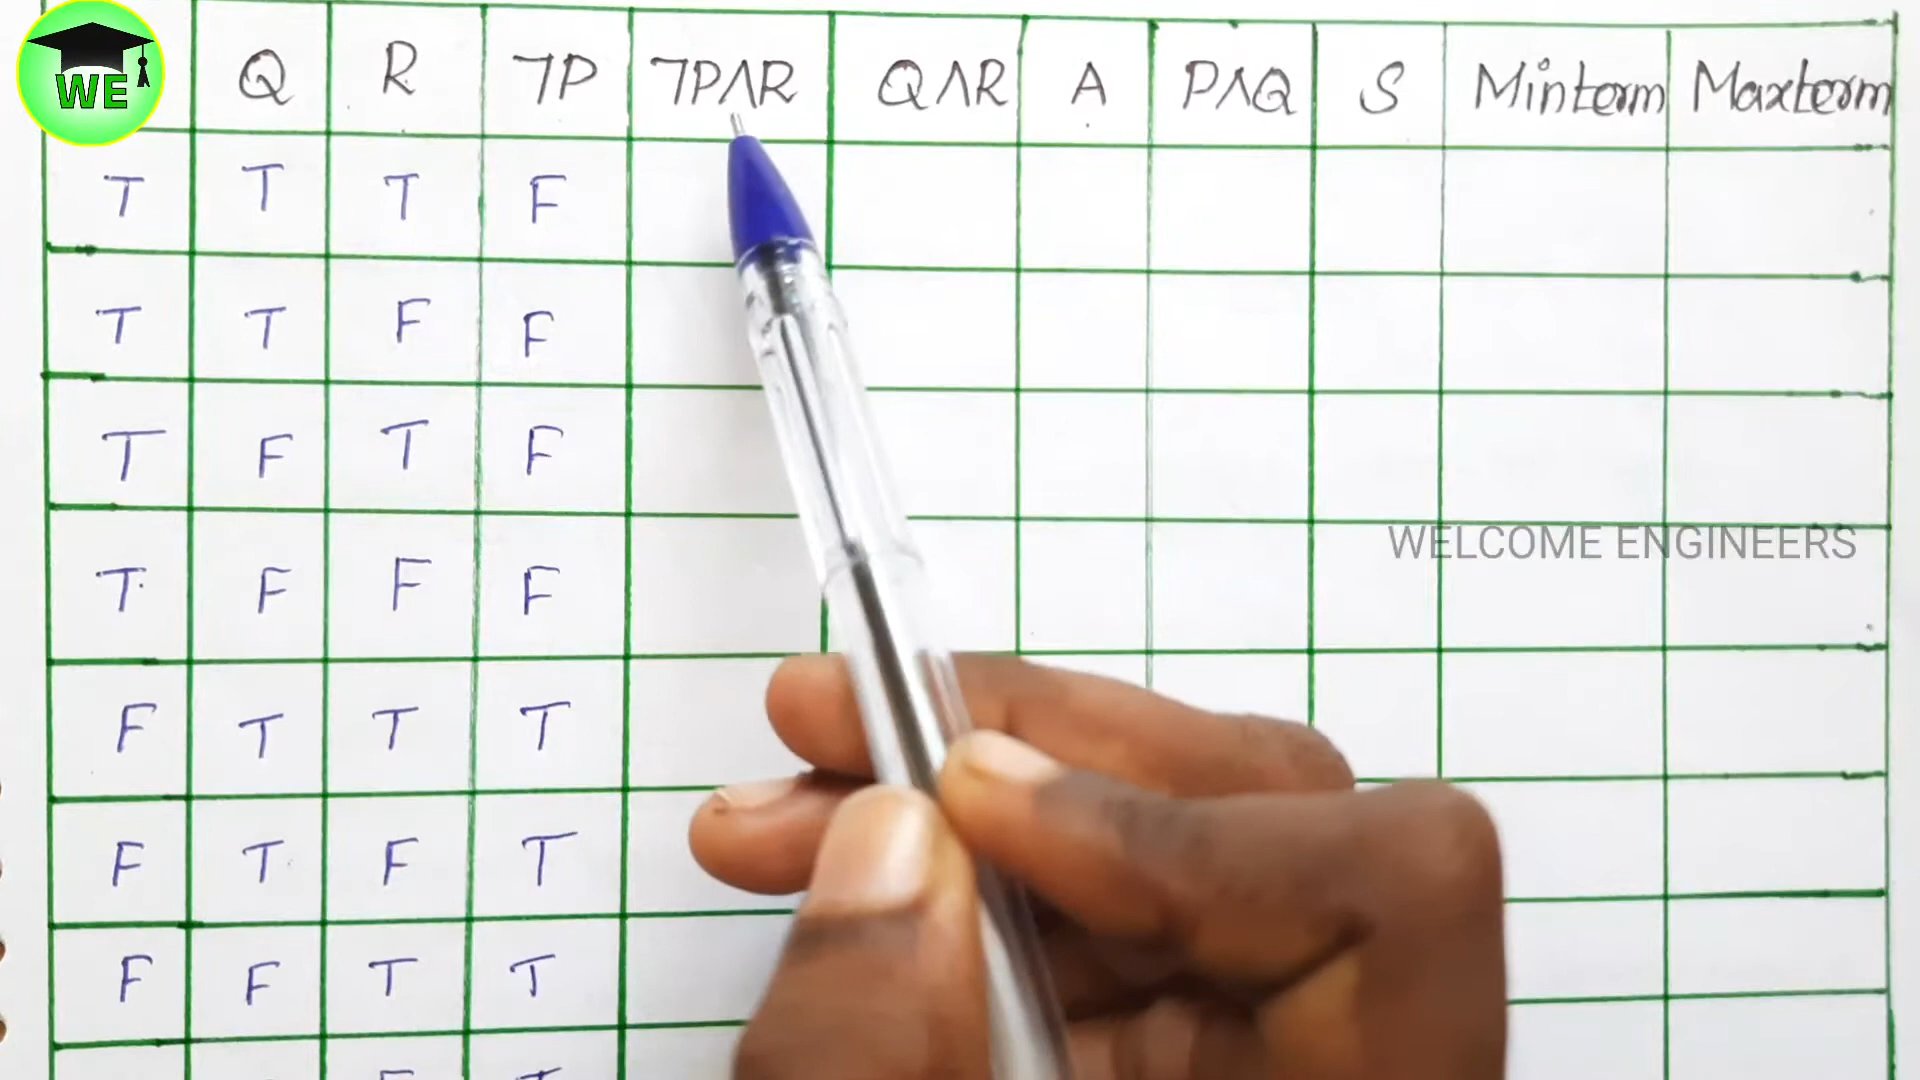 WE
Q R ¬P ¬P∧R Q∧R A P∧Q S Minterm Maxterm
T T T F
T T F F
T F T F
T F F F
WELCOME ENGINEERS
F T T T
F T F T
F F T T
F T